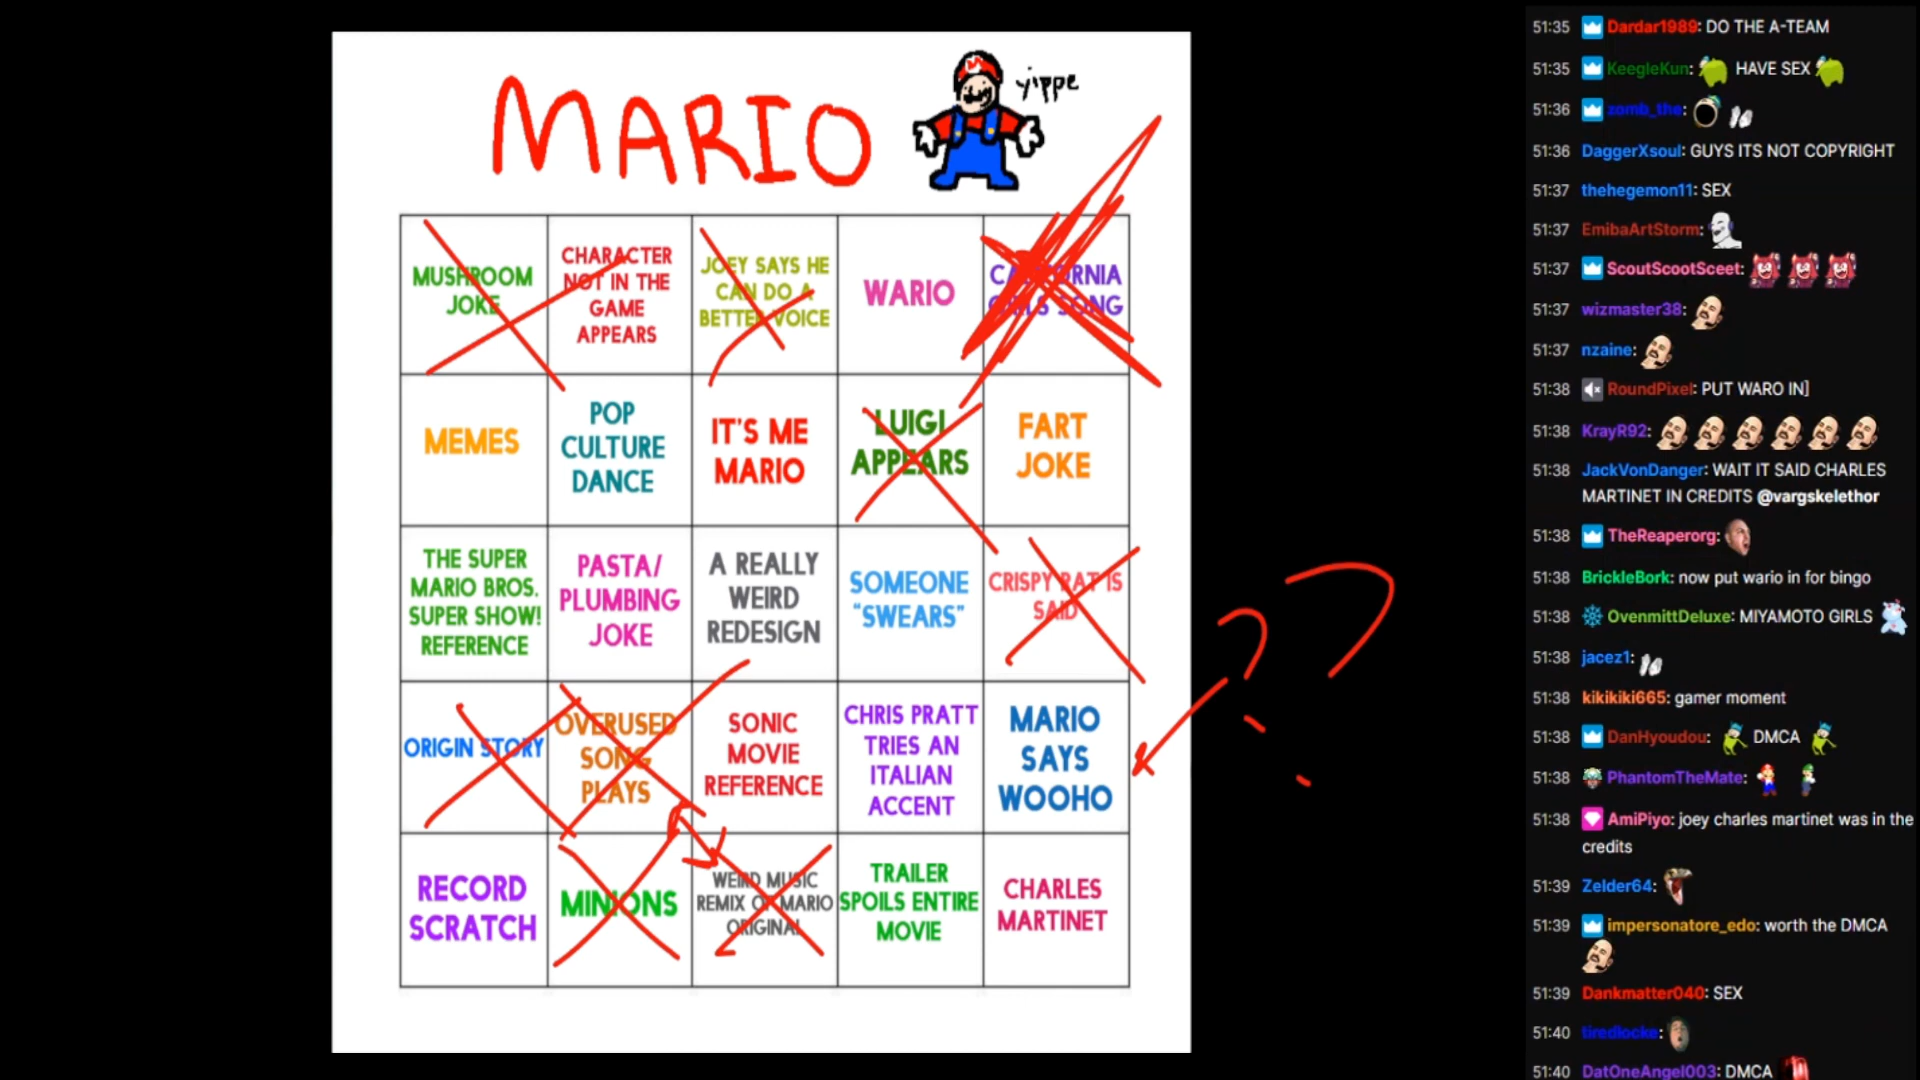 MARIO
yippe
MUSHROOM
JOKE
CHARACTER
NOT IN THE
GAME
APPEARS
JOEY SAYS HE
CAN DO A
BETTER VOICE
WARIO
CALIFORNIA
GIRLS SONG
MEMES
POP
CULTURE
DANCE
IT'S ME
MARIO
LUIGI
APPEARS
FART
JOKE
THE SUPER
MARIO BROS.
SUPER SHOW!
REFERENCE
PASTA/
PLUMBING
JOKE
A REALLY
WEIRD
REDESIGN
SOMEONE
"SWEARS"
CRISPY RAT IS
SAID
ORIGIN STORY
OVERUSED
SONG
PLAYS
SONIC
MOVIE
REFERENCE
CHRIS PRATT
TRIES AN
ITALIAN
ACCENT
MARIO
SAYS
WOOHO
RECORD
SCRATCH
MINIONS
WEIRD MUSIC
REMIX OF MARIO
ORIGINAL
TRAILER
SPOILS ENTIRE
MOVIE
CHARLES
MARTINET
? ?
51:35 Dardar1989: DO THE A-TEAM
51:35 KeegleKun: HAVE SEX
51:36 zomb_the:
51:36 DaggerXsoul: GUYS ITS NOT COPYRIGHT
51:37 thehegemon11: SEX
51:37 EmibaArtStorm:
51:37 ScoutScootSceet:
51:37 wizmaster38:
51:37 nzaine:
51:38 RoundPixel: PUT WARO IN]
51:38 KrayR92:
51:38 JackVonDanger: WAIT IT SAID CHARLES
MARTINET IN CREDITS @vargskelethor
51:38 TheReaperorg:
51:38 BrickleBork: now put wario in for bingo
51:38 OvenmittDeluxe: MIYAMOTO GIRLS
51:38 jacez1:
51:38 kikikiki665: gamer moment
51:38 DanHyoudou: DMCA
51:38 PhantomTheMate:
51:38 AmiPiyo: joey charles martinet was in the
credits
51:39 Zelder64:
51:39 impersonatore_edo: worth the DMCA
51:39 Dankmatter040: SEX
51:40 tiredlocke:
51:40 DatOneAngel003: DMCA